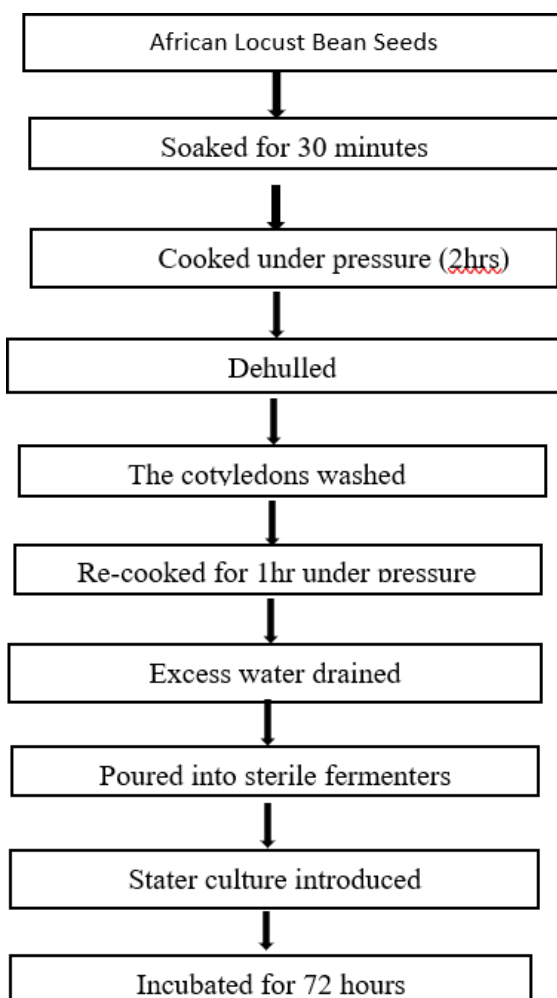 African Locust Bean Seeds
Soaked for 30 minutes
Cooked under pressure (2hrs)
Dehulled
The cotyledons washed
Re-cooked for 1hr under pressure
Excess water drained
Poured into sterile fermenters
Stater culture introduced
Incubated for 72 hours